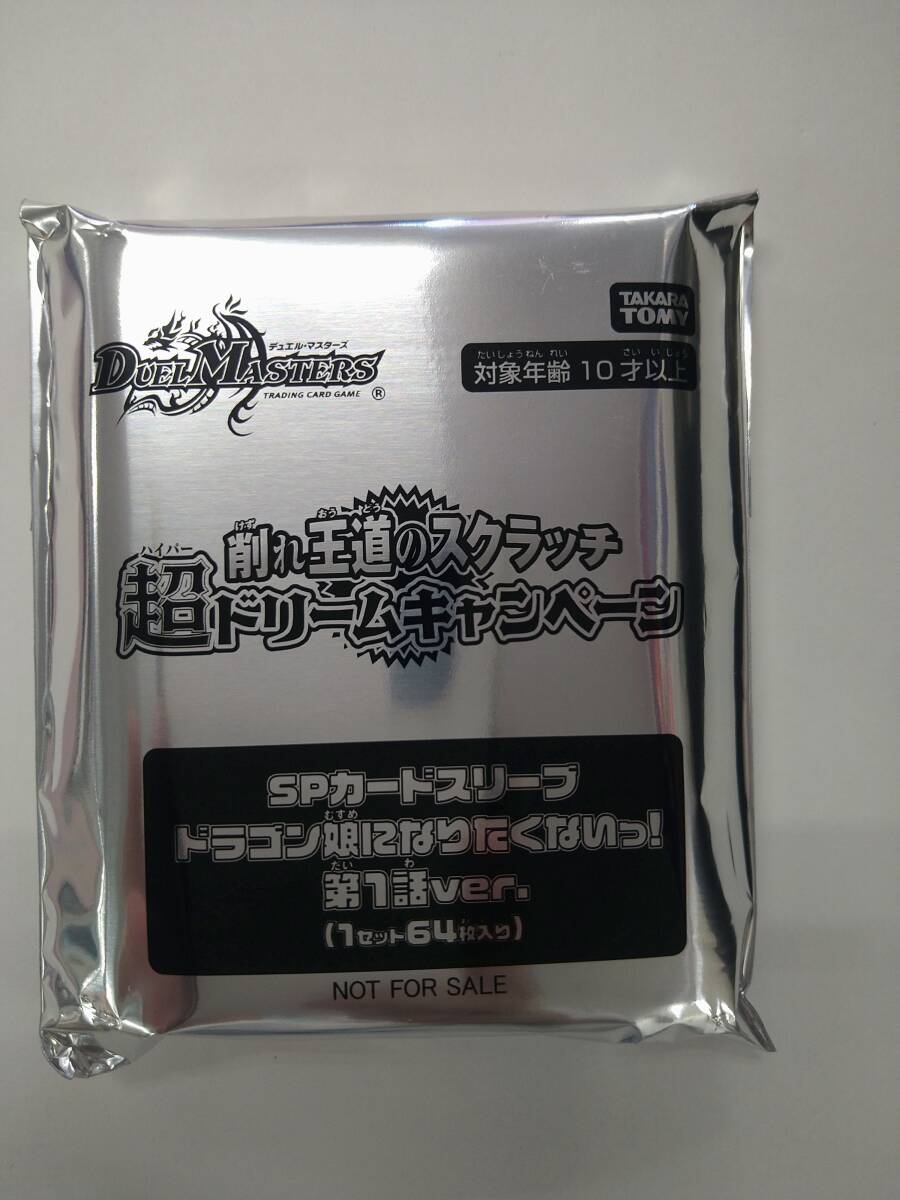 TAKARA
TOMY
デュエル・マスターズ
DUEL MASTERS
TRADING CARD GAME ®
たいしょうねんれい さいいじょう
対象年齢 10才以上
けず おうどう
削れ王道のスクラッチ
ハイパー
超ドリームキャンペーン
SPカードスリーブ
むすめ
ドラゴン娘になりたくないっ!
だい わ
第1話ver.
(1セット64枚入り)
NOT FOR SALE